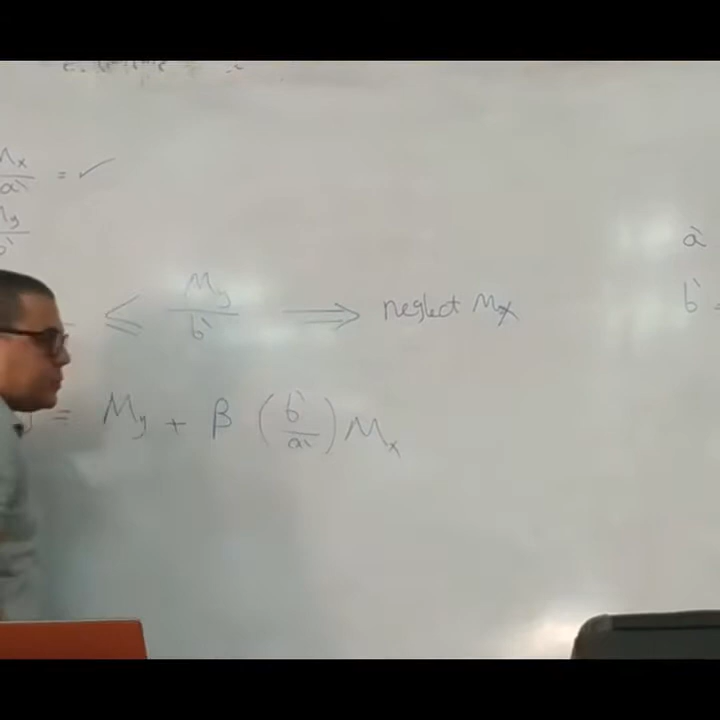 Mx/a' = ✓
My/b'
≤ My/b' ⟹ neglect Mx
= My + β (b'/a') Mx
a'
b' =